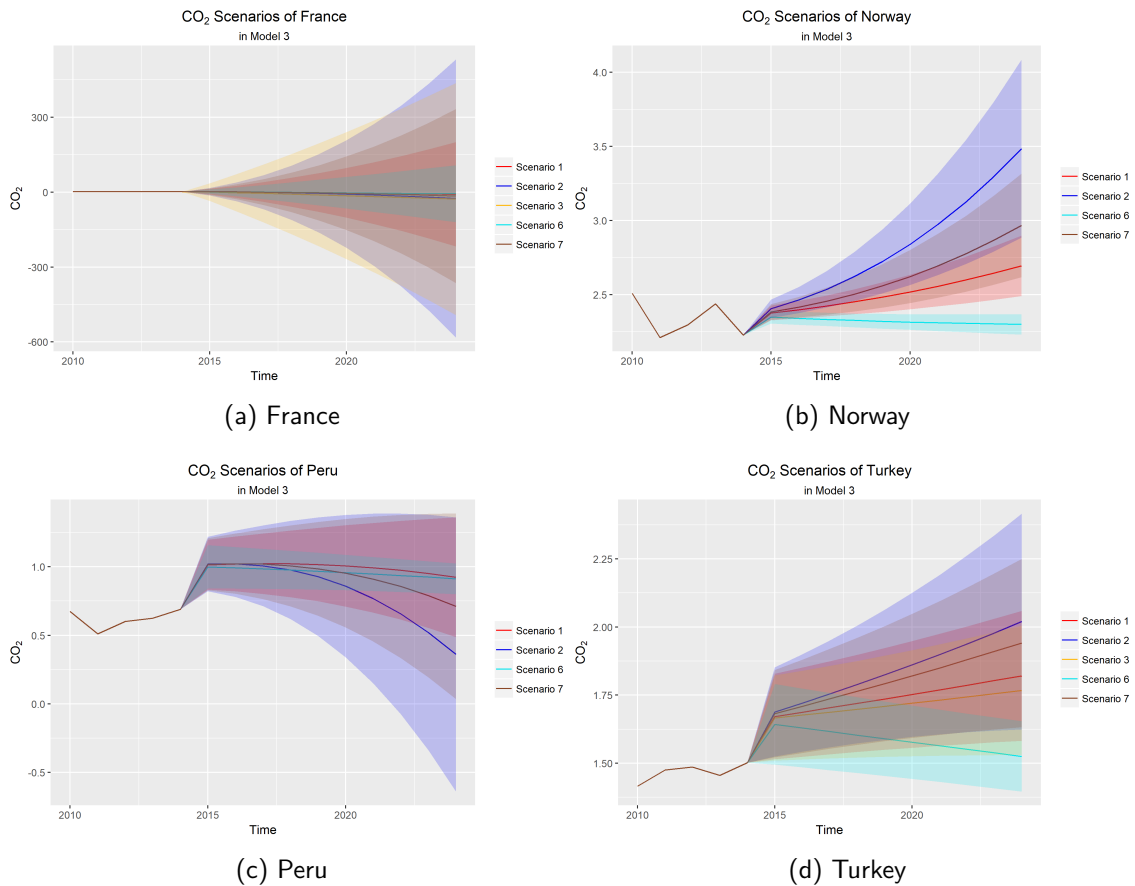 CO₂ Scenarios of France
in Model 3
CO₂
300
0
-300
-600
2010
2015
2020
Time
Scenario 1
Scenario 2
Scenario 3
Scenario 6
Scenario 7
(a) France
CO₂ Scenarios of Norway
in Model 3
CO₂
4.0
3.5
3.0
2.5
2010
2015
2020
Time
Scenario 1
Scenario 2
Scenario 6
Scenario 7
(b) Norway
CO₂ Scenarios of Peru
in Model 3
CO₂
1.0
0.5
0.0
-0.5
2010
2015
2020
Time
Scenario 1
Scenario 2
Scenario 6
Scenario 7
(c) Peru
CO₂ Scenarios of Turkey
in Model 3
CO₂
2.25
2.00
1.75
1.50
2010
2015
2020
Time
Scenario 1
Scenario 2
Scenario 3
Scenario 6
Scenario 7
(d) Turkey